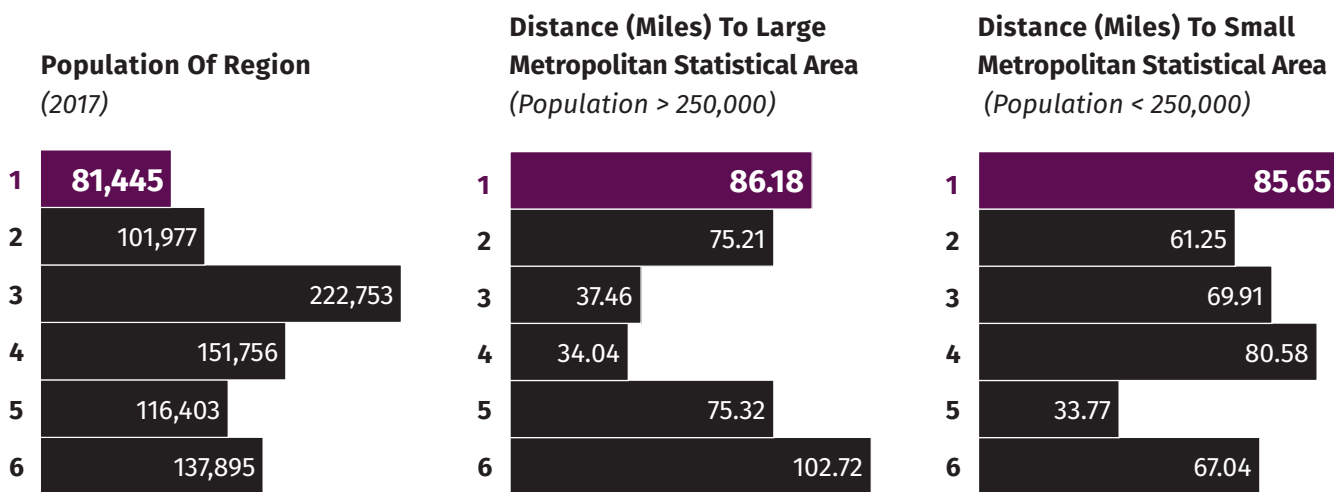 Population Of Region
(2017)
1 81,445
2 101,977
3 222,753
4 151,756
5 116,403
6 137,895
Distance (Miles) To Large
Metropolitan Statistical Area
(Population > 250,000)
1 86.18
2 75.21
3 37.46
4 34.04
5 75.32
6 102.72
Distance (Miles) To Small
Metropolitan Statistical Area
(Population < 250,000)
1 85.65
2 61.25
3 69.91
4 80.58
5 33.77
6 67.04